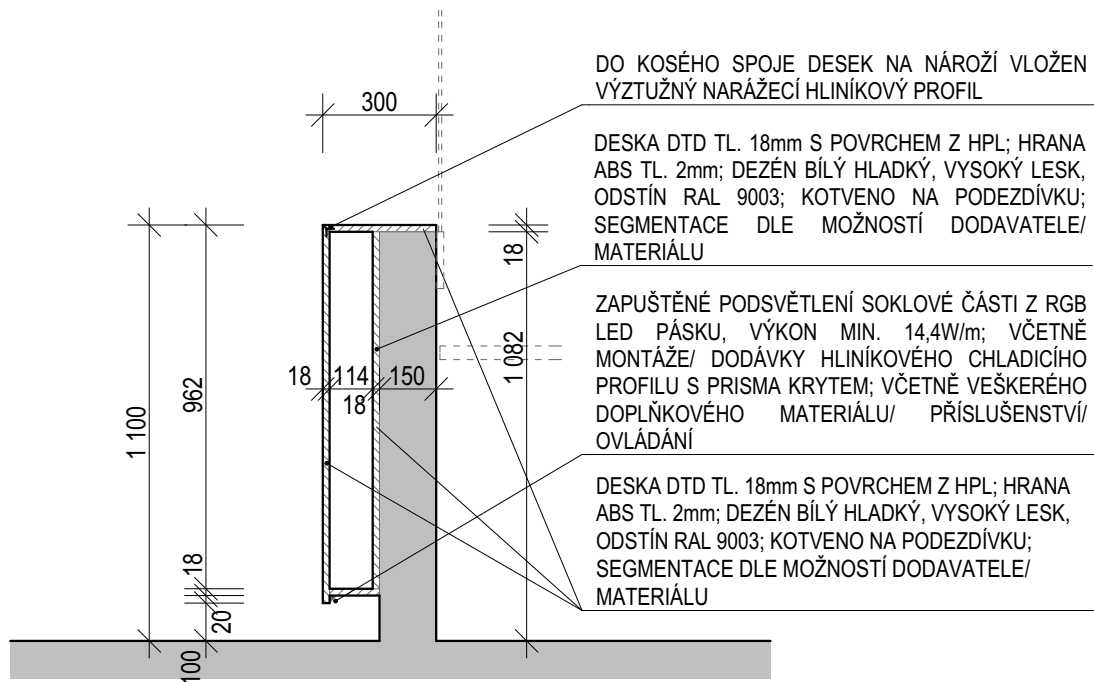 DO KOSÉHO SPOJE DESEK NA NÁROŽÍ VLOŽEN
VÝZTUŽNÝ NARÁŽECÍ HLINÍKOVÝ PROFIL
300
DESKA DTD TL. 18mm S POVRCHEM Z HPL; HRANA
ABS TL. 2mm; DEZÉN BÍLÝ HLADKÝ, VYSOKÝ LESK,
ODSTÍN RAL 9003; KOTVENO NA PODEZDÍVKU;
SEGMENTACE DLE MOŽNOSTÍ DODAVATELE/
MATERIÁLU
18
ZAPUŠTĚNÉ PODSVĚTLENÍ SOKLOVÉ ČÁSTI Z RGB
LED PÁSKU, VÝKON MIN. 14,4W/m; VČETNĚ
MONTÁŽE/ DODÁVKY HLINÍKOVÉHO CHLADICÍHO
PROFILU S PRISMA KRYTEM; VČETNĚ VEŠKERÉHO
DOPLŇKOVÉHO MATERIÁLU/ PŘÍSLUŠENSTVÍ/
OVLÁDÁNÍ
1 100
962
18 114 150
18
1 082
DESKA DTD TL. 18mm S POVRCHEM Z HPL; HRANA
ABS TL. 2mm; DEZÉN BÍLÝ HLADKÝ, VYSOKÝ LESK,
ODSTÍN RAL 9003; KOTVENO NA PODEZDÍVKU;
SEGMENTACE DLE MOŽNOSTÍ DODAVATELE/
MATERIÁLU
18
20
100